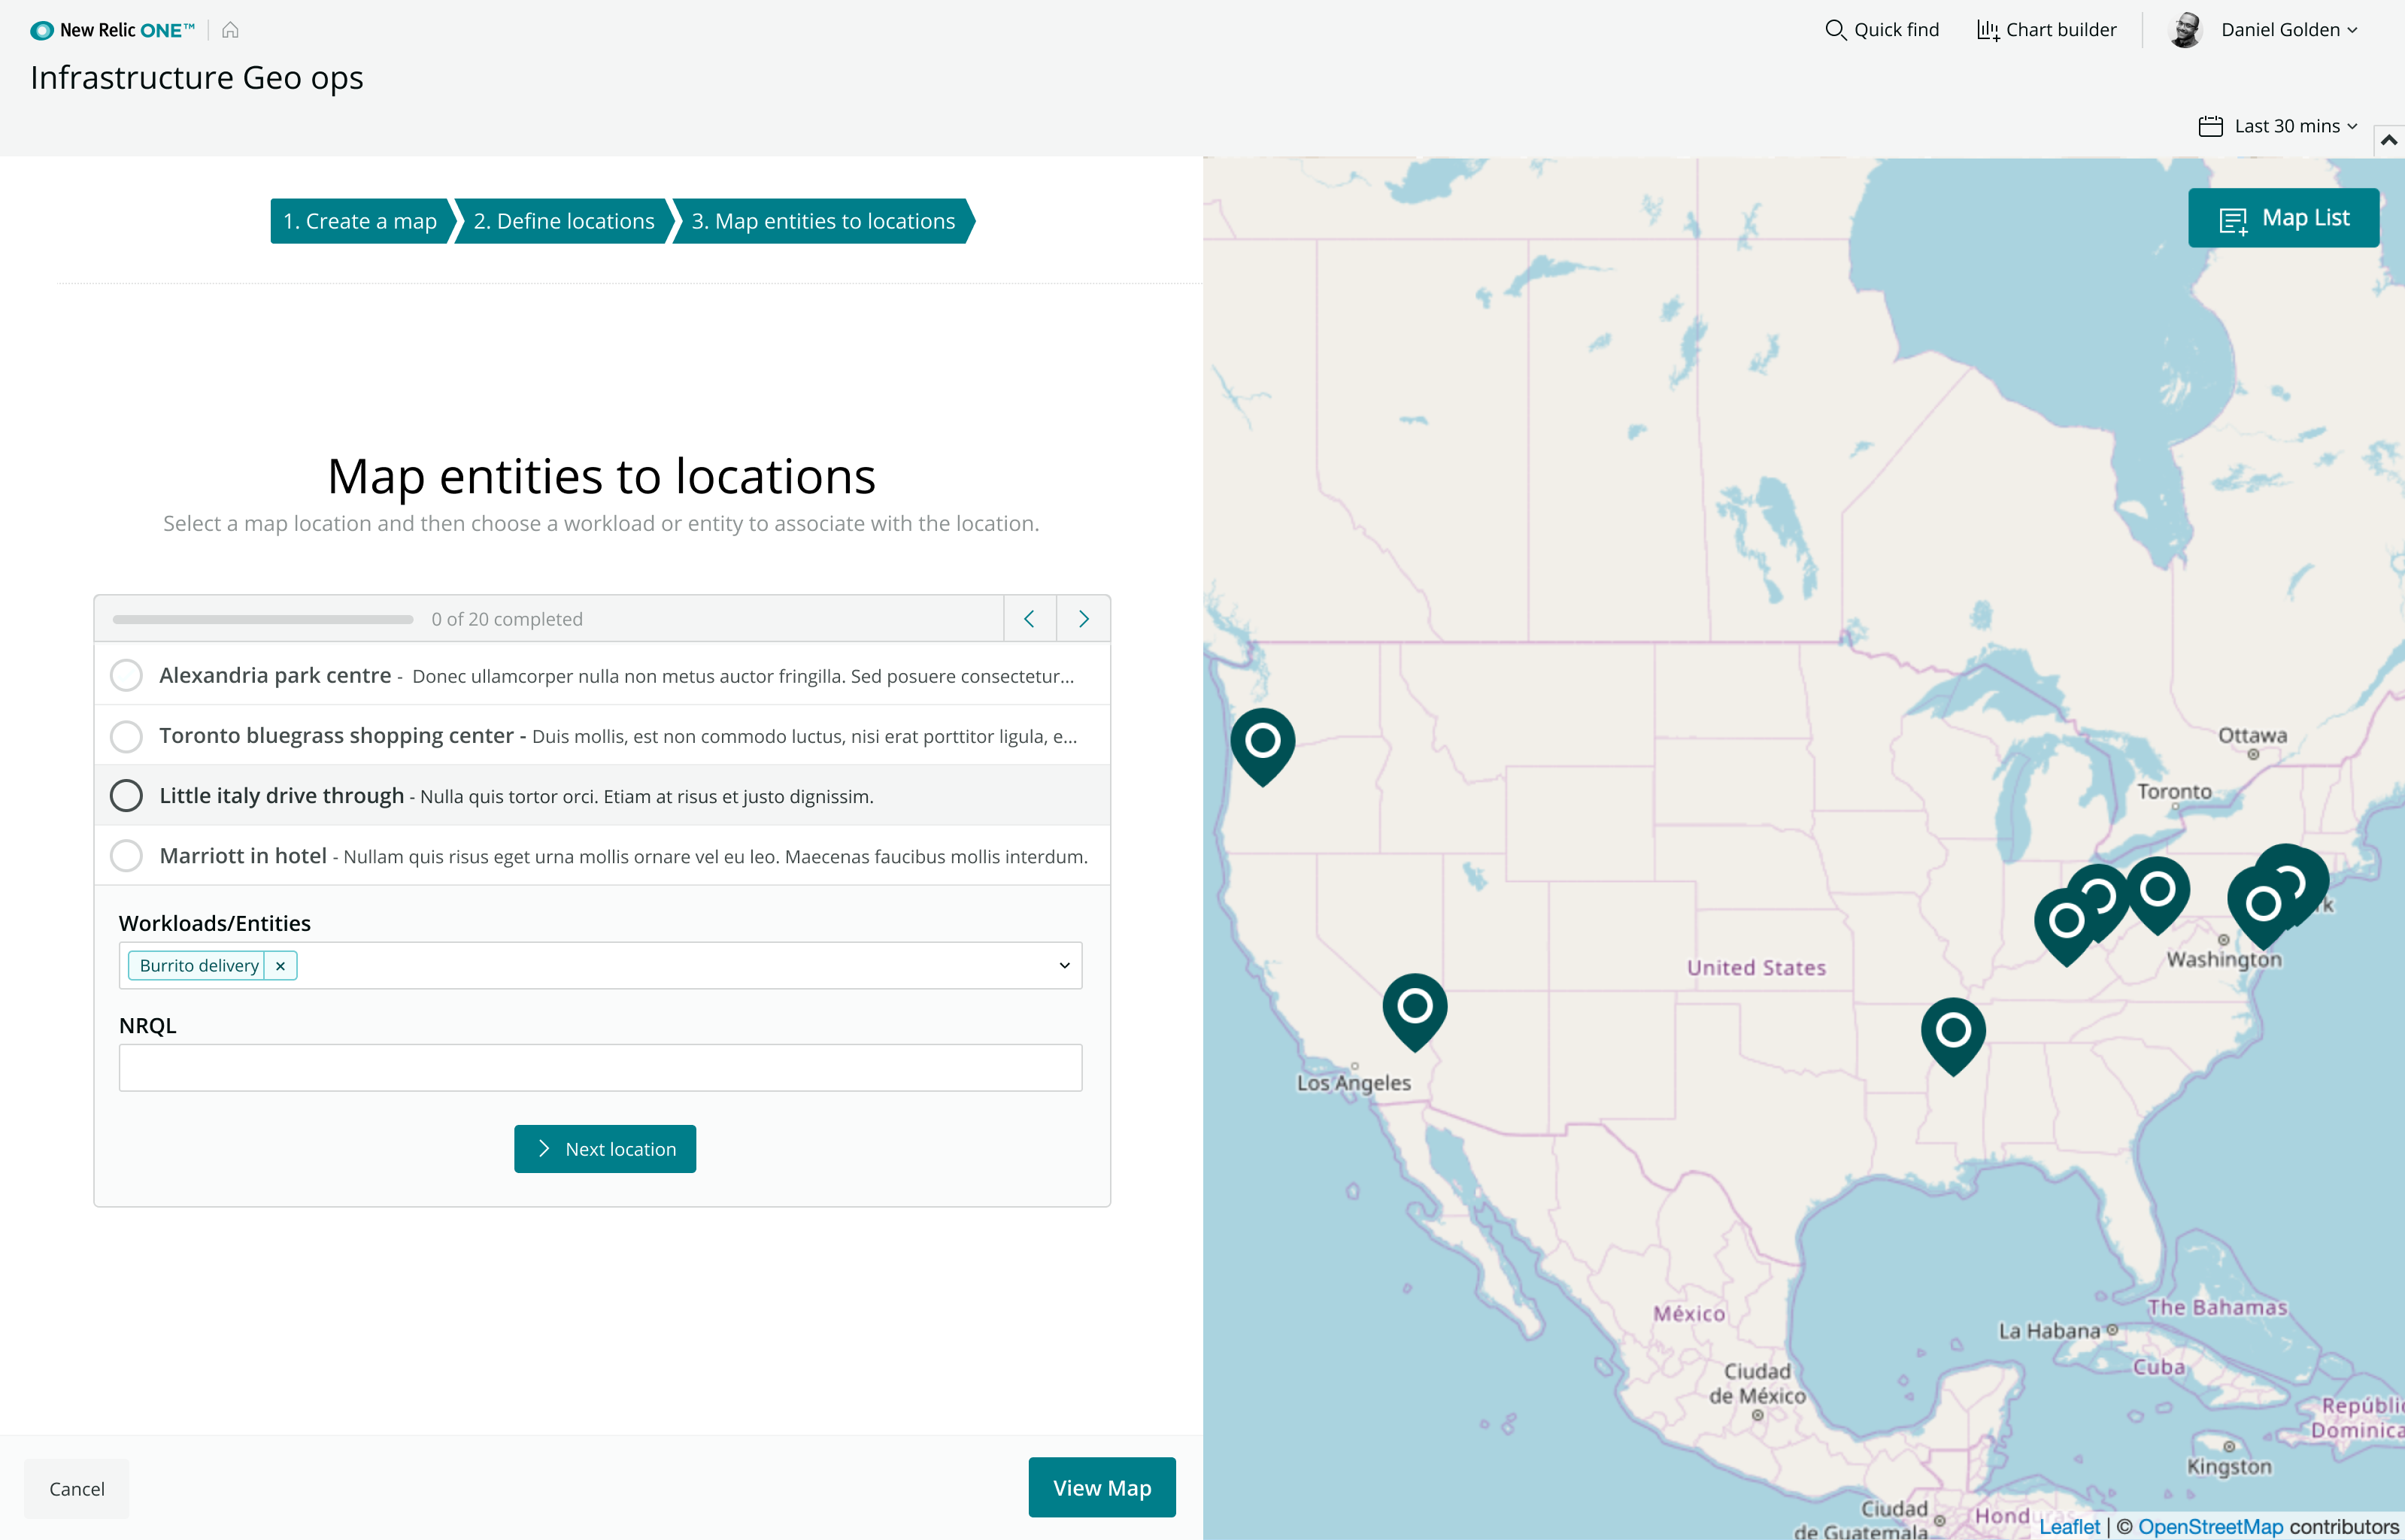 New Relic ONE™
Quick find
Chart builder
Daniel Golden
Infrastructure Geo ops
Last 30 mins
1. Create a map
2. Define locations
3. Map entities to locations
Map List
Map entities to locations
Select a map location and then choose a workload or entity to associate with the location.
0 of 20 completed
Alexandria park centre - Donec ullamcorper nulla non metus auctor fringilla. Sed posuere consectetur...
Toronto bluegrass shopping center - Duis mollis, est non commodo luctus, nisi erat porttitor ligula, e...
Little italy drive through - Nulla quis tortor orci. Etiam at risus et justo dignissim.
Marriott in hotel - Nullam quis risus eget urna mollis ornare vel eu leo. Maecenas faucibus mollis interdum.
Workloads/Entities
Burrito delivery ×
NRQL
Next location
Cancel
View Map
Ottawa
Toronto
Washington
United States
Los Angeles
México
The Bahamas
La Habana
Cuba
Ciudad
de México
Kingston
Ciudad
de Guatemala
Leaflet | © OpenStreetMap contributors